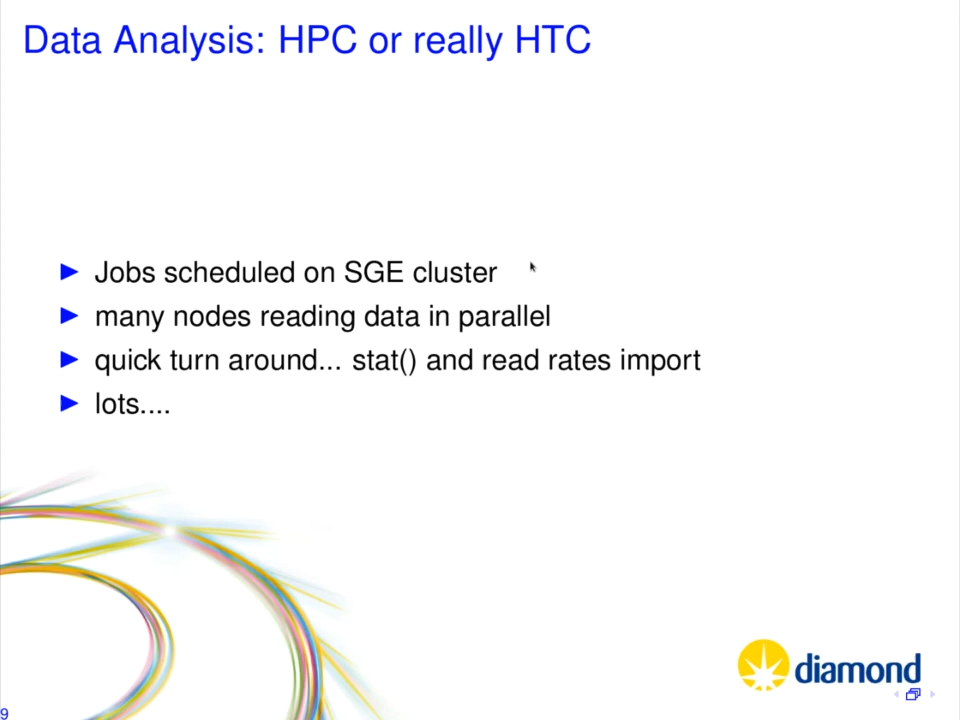 Data Analysis: HPC or really HTC
Jobs scheduled on SGE cluster
many nodes reading data in parallel
quick turn around... stat() and read rates import
lots....
diamond
9